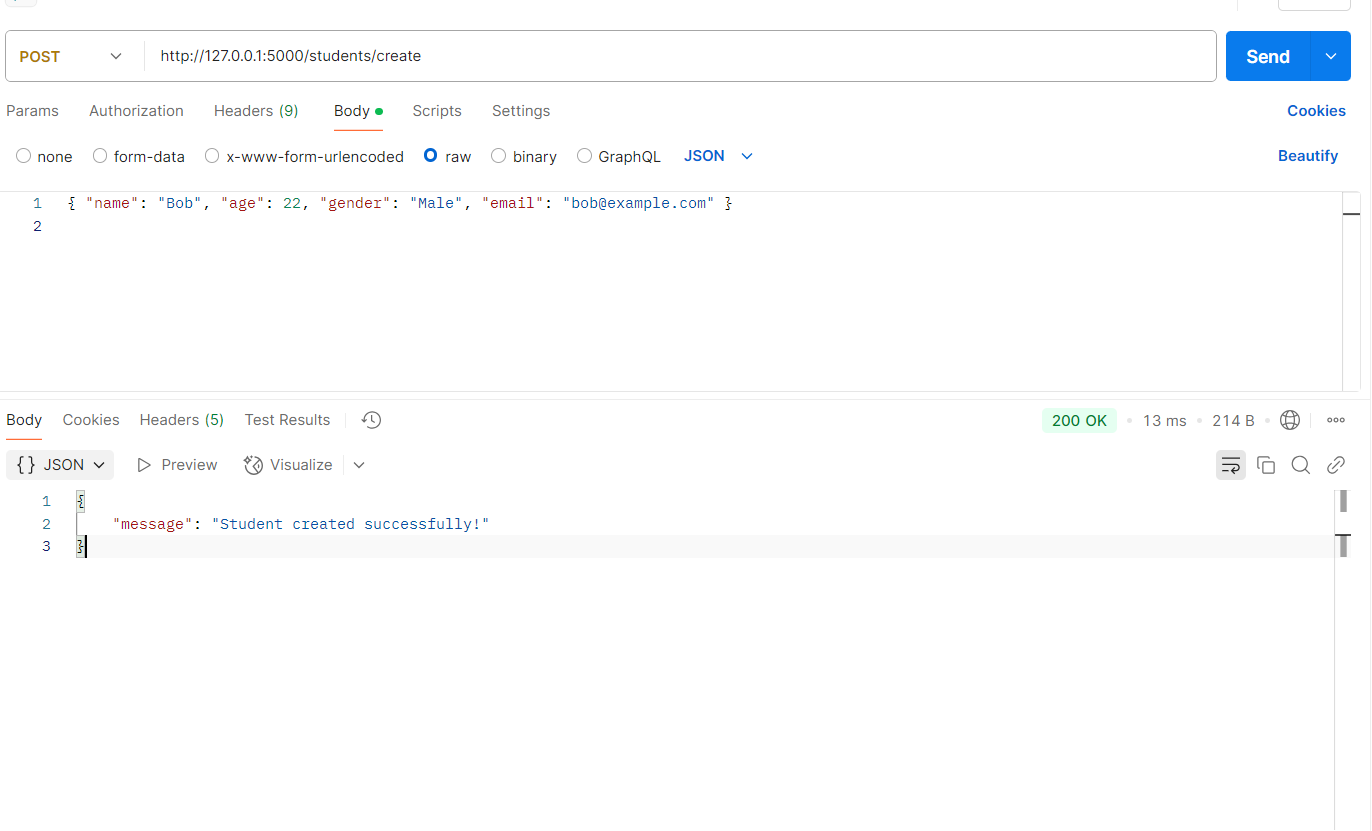 POST http://127.0.0.1:5000/students/create Send
Params Authorization Headers (9) Body Scripts Settings Cookies
none form-data x-www-form-urlencoded raw binary GraphQL JSON Beautify
1 { "name": "Bob", "age": 22, "gender": "Male", "email": "bob@example.com" }
2
Body Cookies Headers (5) Test Results 200 OK 13 ms 214 B
{} JSON Preview Visualize
1 {
2 "message": "Student created successfully!"
3 }